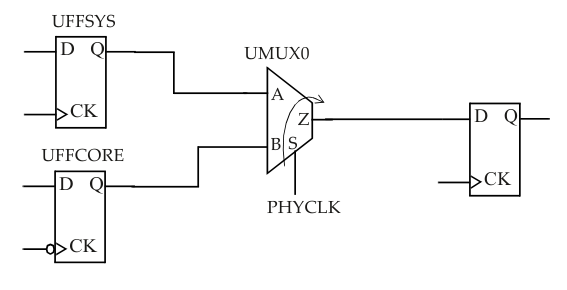 UFFSYS
D Q
CK
UMUX0
A
Z
B S
PHYCLK
UFFCORE
D Q
CK
D Q
CK